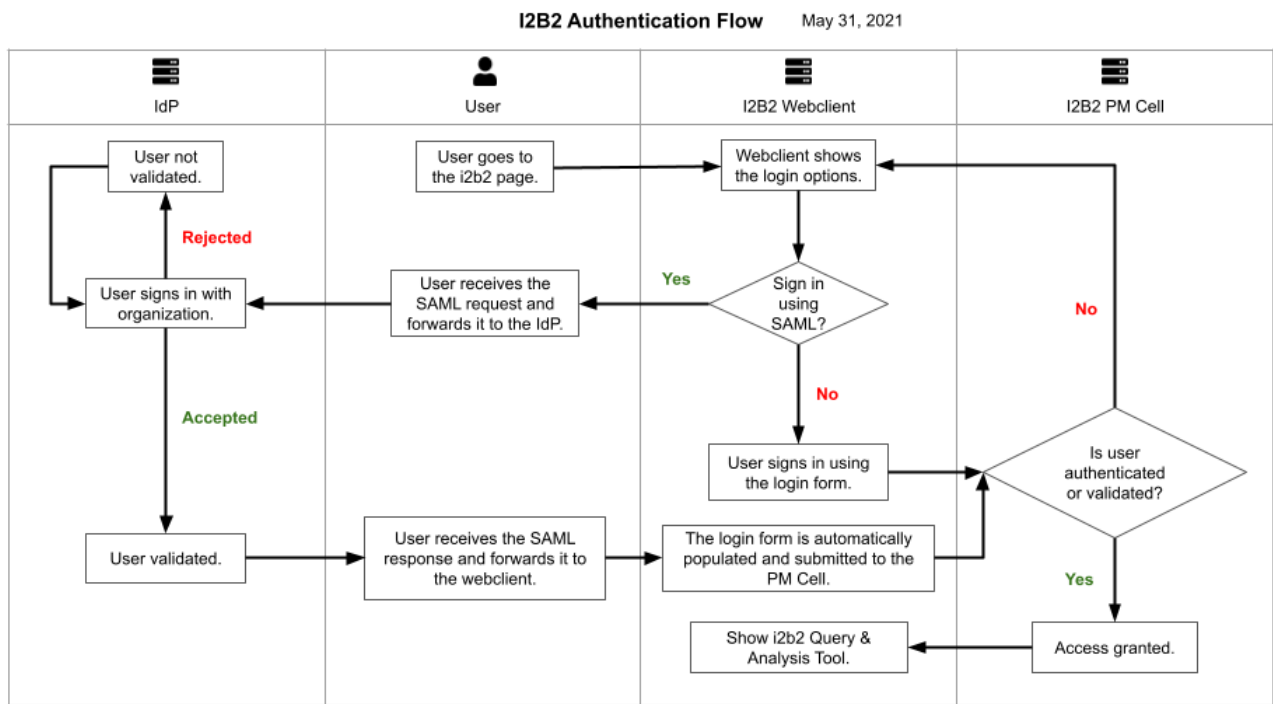 I2B2 Authentication Flow
May 31, 2021
IdP
User
I2B2 Webclient
I2B2 PM Cell
User not
validated.
User goes to
the i2b2 page.
Webclient shows
the login options.
Rejected
User signs in with
organization.
User receives the
SAML request and
forwards it to the IdP.
Yes
Sign in
using
SAML?
No
No
Accepted
User signs in using
the login form.
Is user
authenticated
or validated?
User validated.
User receives the SAML
response and forwards it to
the webclient.
The login form is automatically
populated and submitted to the
PM Cell.
Yes
Show i2b2 Query &
Analysis Tool.
Access granted.